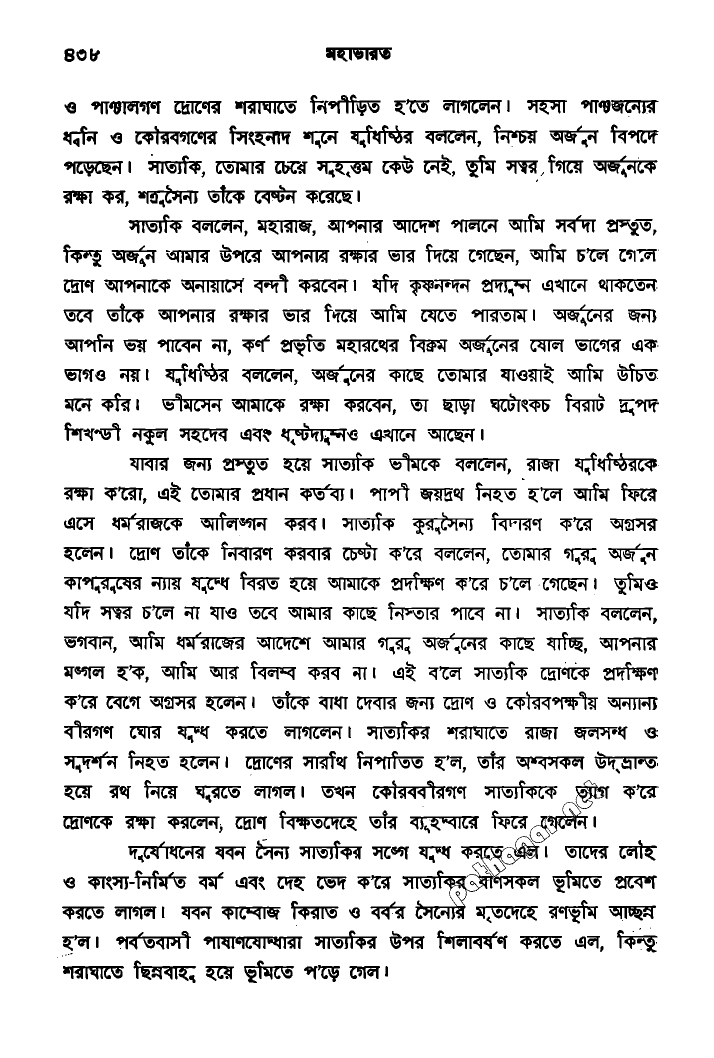 ৪৩৮ মহাভারত
ও পাঞ্চালগণ দ্রোণের শরাঘাতে নিপীড়িত হ'তে লাগলেন। সহসা পাঞ্চজন্যের
ধ্বনি ও কৌরবগণের সিংহনাদ শুনে যুধিষ্ঠির বললেন, নিশ্চয় অর্জুন বিপদে
পড়েছেন। সাত্যকি, তোমার চেয়ে সুহৃত্তম কেউ নেই, তুমি সত্বর গিয়ে অর্জুনকে
রক্ষা কর, শত্রুসৈন্য তাঁকে বেষ্টন করেছে।
সাত্যকি বললেন, মহারাজ, আপনার আদেশ পালনে আমি সর্বদা প্রস্তুত,
কিন্তু অর্জুন আমার উপরে আপনার রক্ষার ভার দিয়ে গেছেন, আমি চ'লে গেলে
দ্রোণ আপনাকে অনায়াসে বন্দী করবেন। যদি কৃষ্ণনন্দন প্রদ্যুম্ন এখানে থাকতেন
তবে তাঁকে আপনার রক্ষার ভার দিয়ে আমি যেতে পারতাম। অর্জুনের জন্য
আপনি ভয় পাবেন না, কর্ণ প্রভৃতি মহারথের বিক্রম অর্জুনের ষোল ভাগের এক
ভাগও নয়। যুধিষ্ঠির বললেন, অর্জুনের কাছে তোমার যাওয়াই আমি উচিত
মনে করি। ভীমসেন আমাকে রক্ষা করবেন, তা ছাড়া ঘটোৎকচ বিরাট দ্রুপদ
শিখণ্ডী নকুল সহদেব এবং ধৃষ্টদ্যুম্নও এখানে আছেন।
যাবার জন্য প্রস্তুত হয়ে সাত্যকি ভীমকে বললেন, রাজা যুধিষ্ঠিরকে
রক্ষা ক'রো, এই তোমার প্রধান কর্তব্য। পাপী জয়দ্রথ নিহত হ'লে আমি ফিরে
এসে ধর্মরাজকে আলিঙ্গন করব। সাত্যকি কুরুসৈন্য বিদারণ ক'রে অগ্রসর
হলেন। দ্রোণ তাঁকে নিবারণ করবার চেষ্টা ক'রে বললেন, তোমার গুরু অর্জুন
কাপুরুষের ন্যায় যুদ্ধে বিরত হয়ে আমাকে প্রদক্ষিণ ক'রে চ'লে গেছেন। তুমিও
যদি সত্বর চ'লে না যাও তবে আমার কাছে নিস্তার পাবে না। সাত্যকি বললেন,
ভগবান, আমি ধর্মরাজের আদেশে আমার গুরু অর্জুনের কাছে যাচ্ছি, আপনার
মঙ্গল হ'ক, আমি আর বিলম্ব করব না। এই ব'লে সাত্যকি দ্রোণকে প্রদক্ষিণ
ক'রে বেগে অগ্রসর হলেন। তাঁকে বাধা দেবার জন্য দ্রোণ ও কৌরবপক্ষীয় অন্যান্য
বীরগণ ঘোর যুদ্ধ করতে লাগলেন। সাত্যকির শরাঘাতে রাজা জলসন্ধ ও
সুদর্শন নিহত হলেন। দ্রোণের সারথি নিপাতিত হ'ল, তাঁর অশ্বসকল উদ্‌ভ্রান্ত
হয়ে রথ নিয়ে ঘুরতে লাগল। তখন কৌরববীরগণ সাত্যকিকে ত্যাগ ক'রে
দ্রোণকে রক্ষা করলেন, দ্রোণ বিক্ষতদেহে তাঁর ব্যূহদ্বারে ফিরে গেলেন।
দুর্যোধনের যবন সৈন্য সাত্যকির সঙ্গে যুদ্ধ করতে এল। তাদের লৌহ
ও কাংস্য-নির্মিত বর্ম এবং দেহ ভেদ ক'রে সাত্যকির বাণসকল ভূমিতে প্রবেশ
করতে লাগল। যবন কাম্বোজ কিরাত ও বর্বর সৈন্যের মৃতদেহে রণভূমি আচ্ছন্ন
হ'ল। পর্বতবাসী পাষাণযোদ্ধারা সাত্যকির উপর শিলাবর্ষণ করতে এল, কিন্তু
শরাঘাতে ছিন্নবাহু হয়ে ভূমিতে প'ড়ে গেল।
pathagar.net